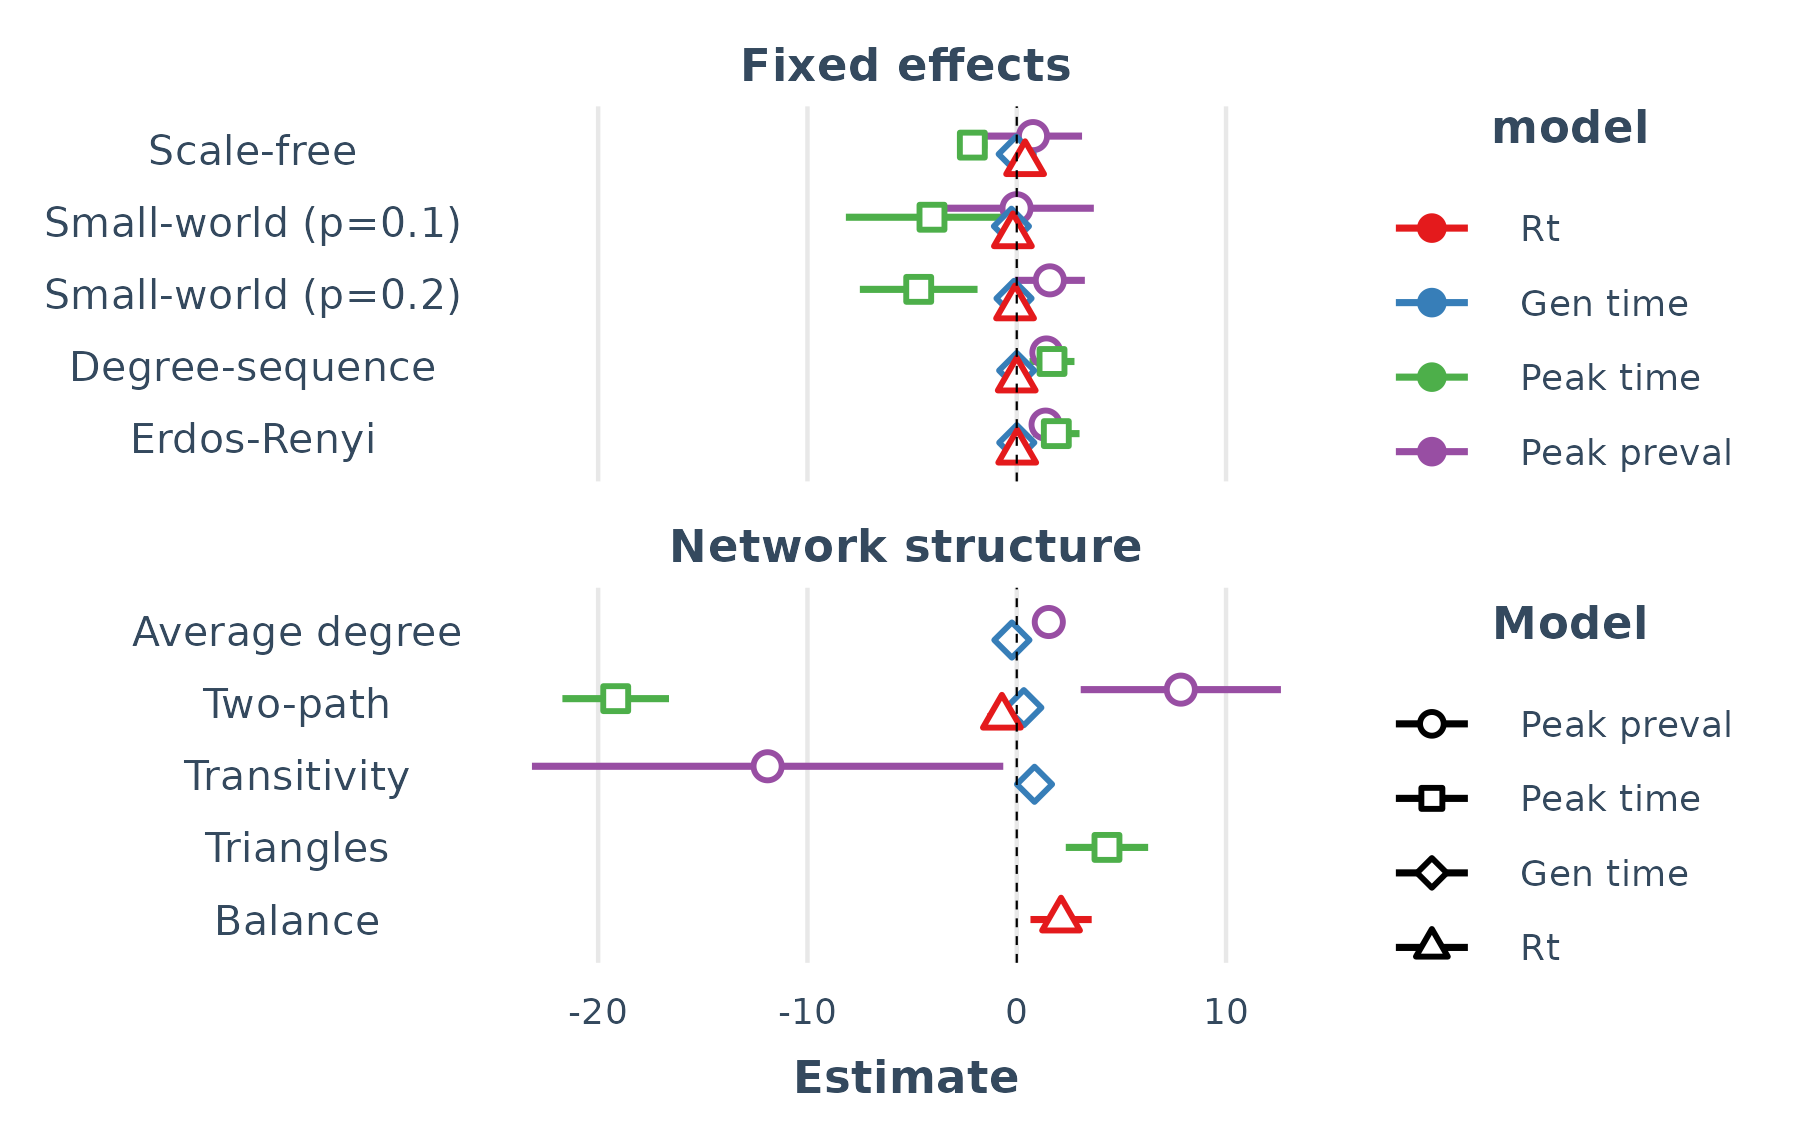 Fixed effects
Scale-free
Small-world (p=0.1)
Small-world (p=0.2)
Degree-sequence
Erdos-Renyi
Network structure
Average degree
Two-path
Transitivity
Triangles
Balance
-20 -10 0 10
Estimate
model
Rt
Gen time
Peak time
Peak preval
Model
Peak preval
Peak time
Gen time
Rt